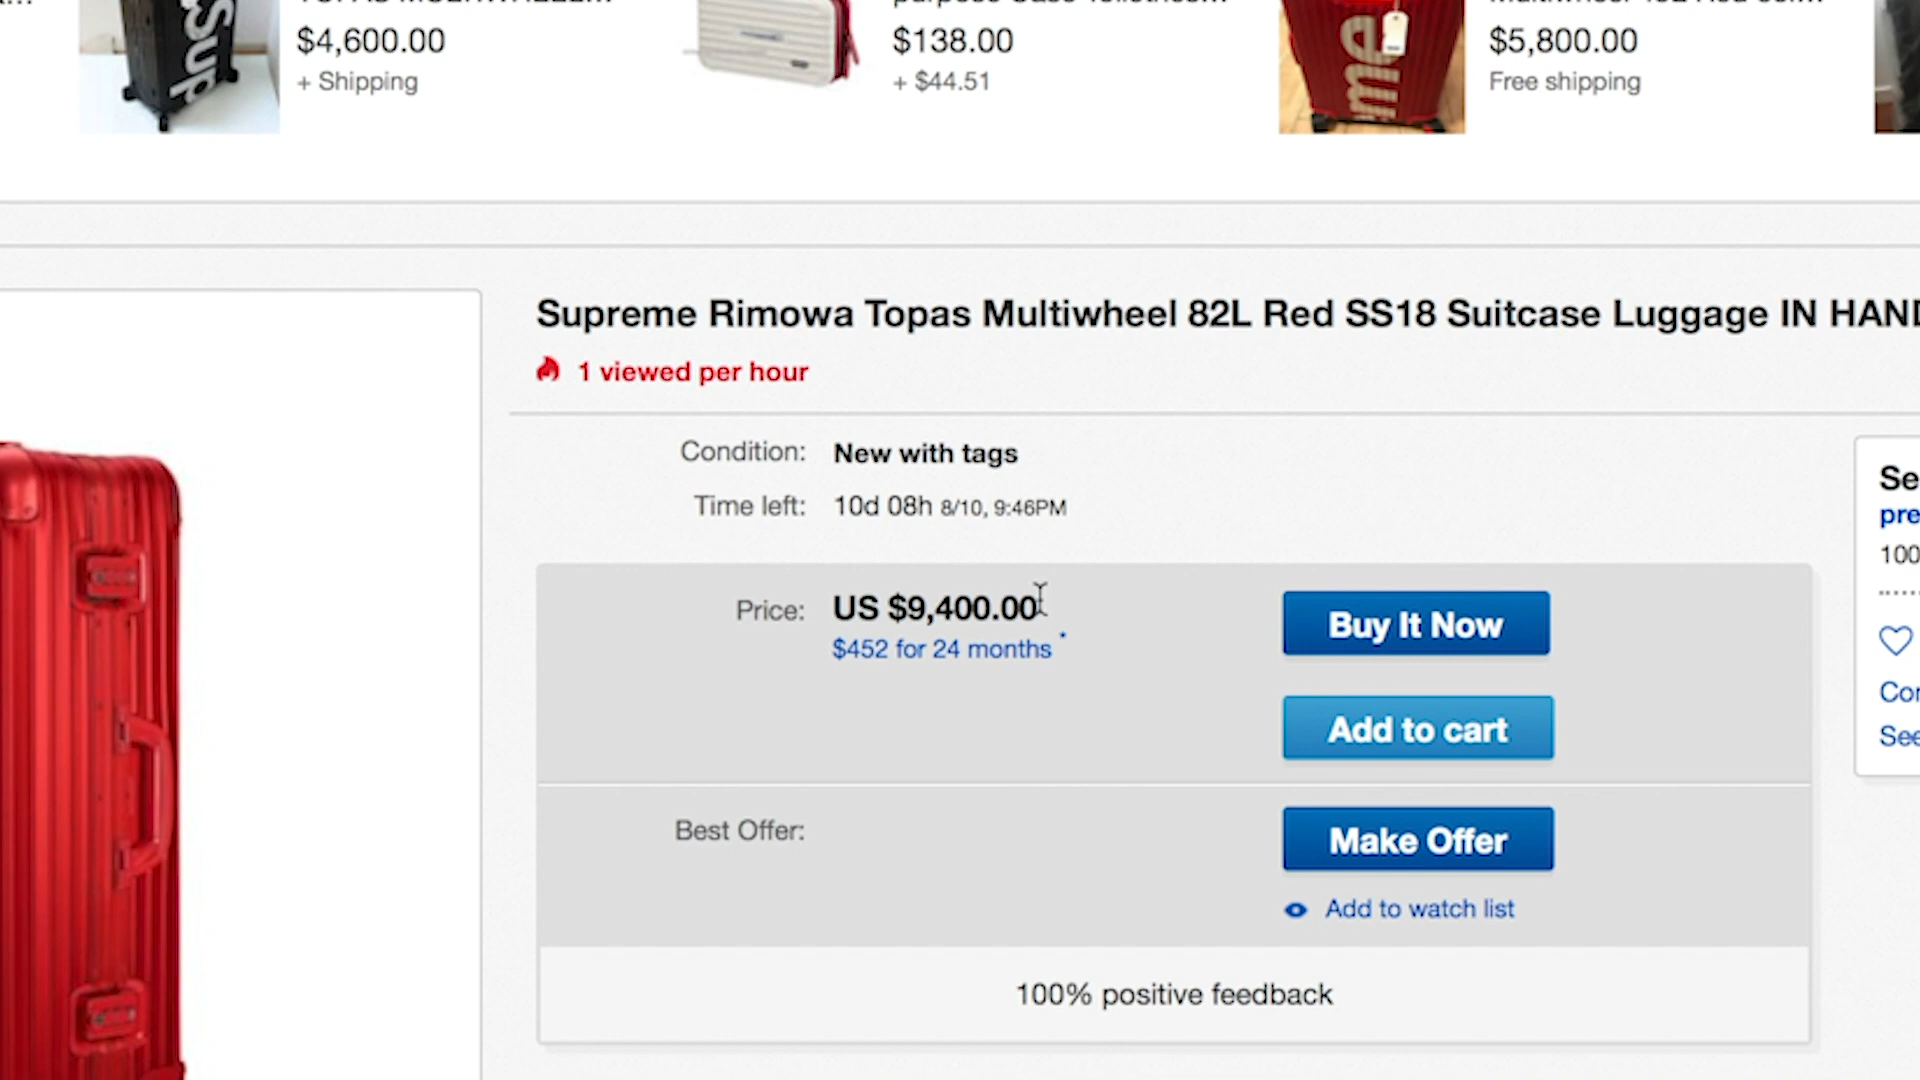 $4,600.00
+ Shipping
$138.00
+ $44.51
$5,800.00
Free shipping
Supreme Rimowa Topas Multiwheel 82L Red SS18 Suitcase Luggage IN HAND
1 viewed per hour
Condition: New with tags
Time left: 10d 08h 8/10, 9:46PM
Price: US $9,400.00
$452 for 24 months *
Buy It Now
Add to cart
Best Offer:
Make Offer
Add to watch list
100% positive feedback
Se
pre
100
Con
See